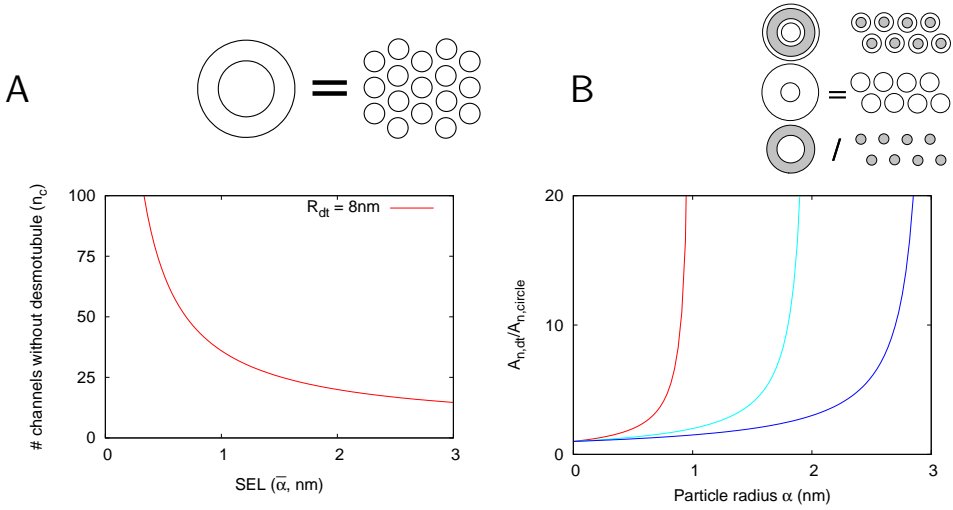 A
B
=
=
/
100
75
50
25
0
0
1
2
3
R_dt = 8nm
# channels without desmotubule (n_c)
SEL (α̅, nm)
20
10
0
0
1
2
3
A_n,dt/A_n,circle
Particle radius α (nm)